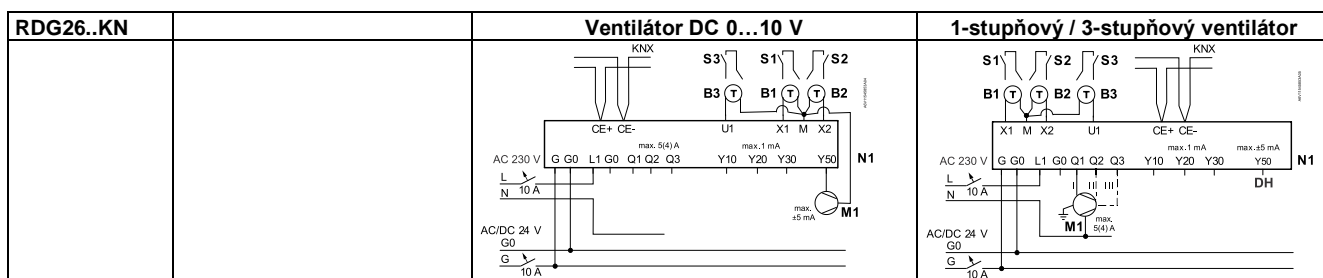 RDG26..KN
Ventilátor DC 0…10 V
1-stupňový / 3-stupňový ventilátor
KNX
S3 S1 S2
B3 T B1 T T B2
CE+ CE- U1 X1 M X2
max. 5(4) A max. 1 mA
AC 230 V G G0 L1 G0 Q1 Q2 Q3 Y10 Y20 Y30 Y50 N1
L
10 A
N
max.
±5 mA
M1
AC/DC 24 V
G0
G
10 A
KNX
S1 S2 S3
B1 T T B2 T B3
X1 M X2 U1 CE+ CE-
max. 1 mA max.±5 mA
AC 230 V G G0 L1 G0 Q1 Q2 Q3 Y10 Y20 Y30 Y50 N1
L
10 A
N
I II III
DH
M1
max.
5(4) A
AC/DC 24 V
G0
G
10 A